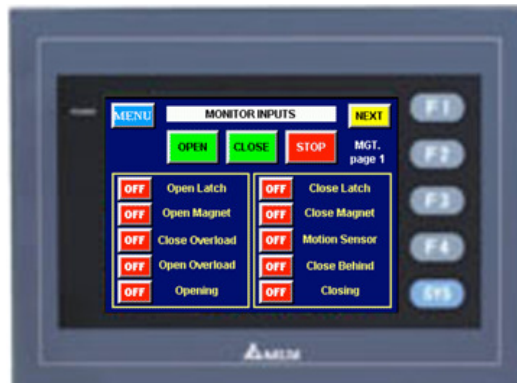 MENU MONITOR INPUTS NEXT
OPEN CLOSE STOP MGT.
page 1
OFF Open Latch OFF Close Latch
OFF Open Magnet OFF Close Magnet
OFF Close Overload OFF Motion Sensor
OFF Open Overload OFF Close Behind
OFF Opening OFF Closing
F1
F2
F3
F4
SYS